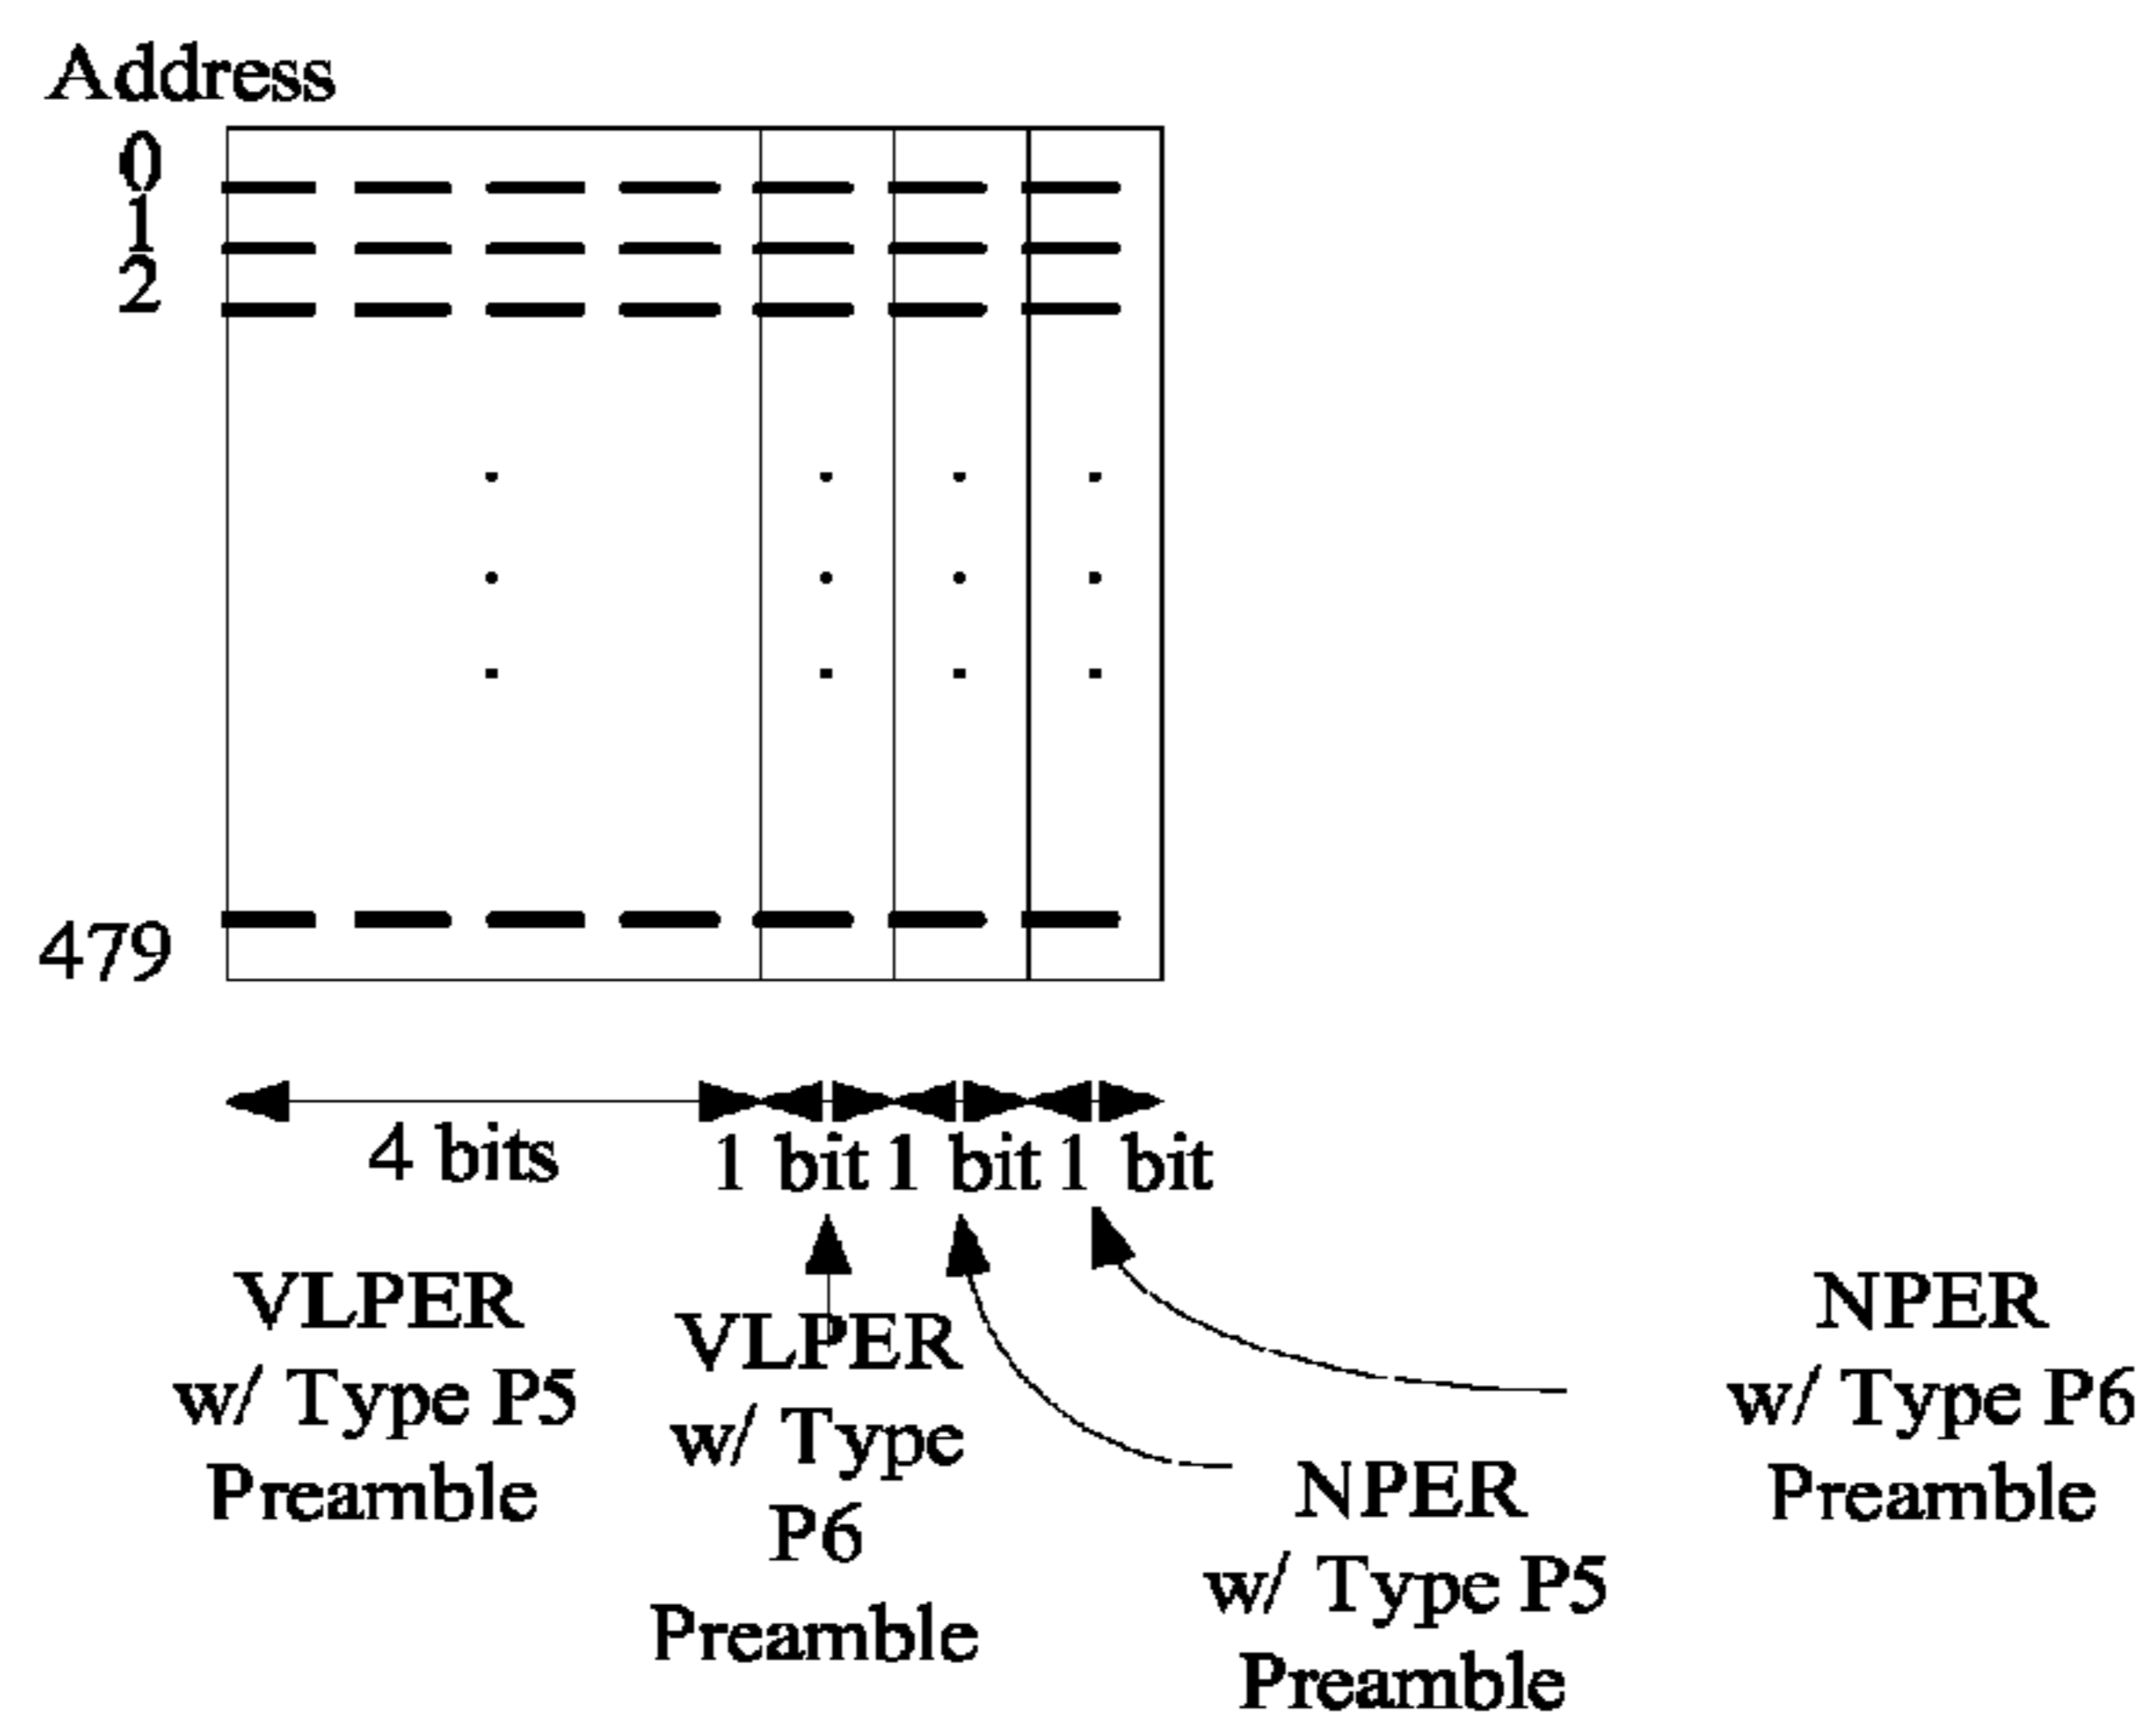 Address
0
1
2
479
4 bits
1 bit
1 bit
1 bit
VLPER
w/ Type P5
Preamble
VLPER
w/ Type
P6
Preamble
NPER
w/ Type P5
Preamble
NPER
w/ Type P6
Preamble